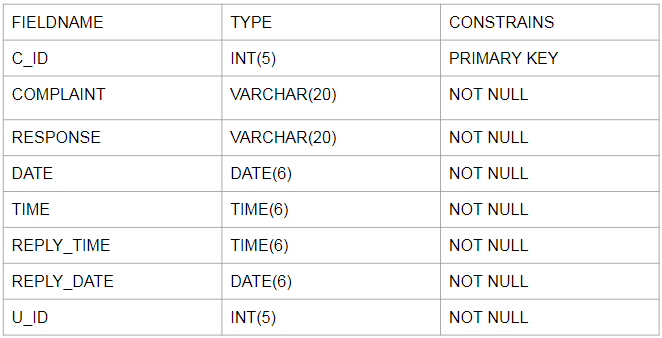 FIELDNAME TYPE CONSTRAINS
C_ID INT(5) PRIMARY KEY
COMPLAINT VARCHAR(20) NOT NULL
RESPONSE VARCHAR(20) NOT NULL
DATE DATE(6) NOT NULL
TIME TIME(6) NOT NULL
REPLY_TIME TIME(6) NOT NULL
REPLY_DATE DATE(6) NOT NULL
U_ID INT(5) NOT NULL